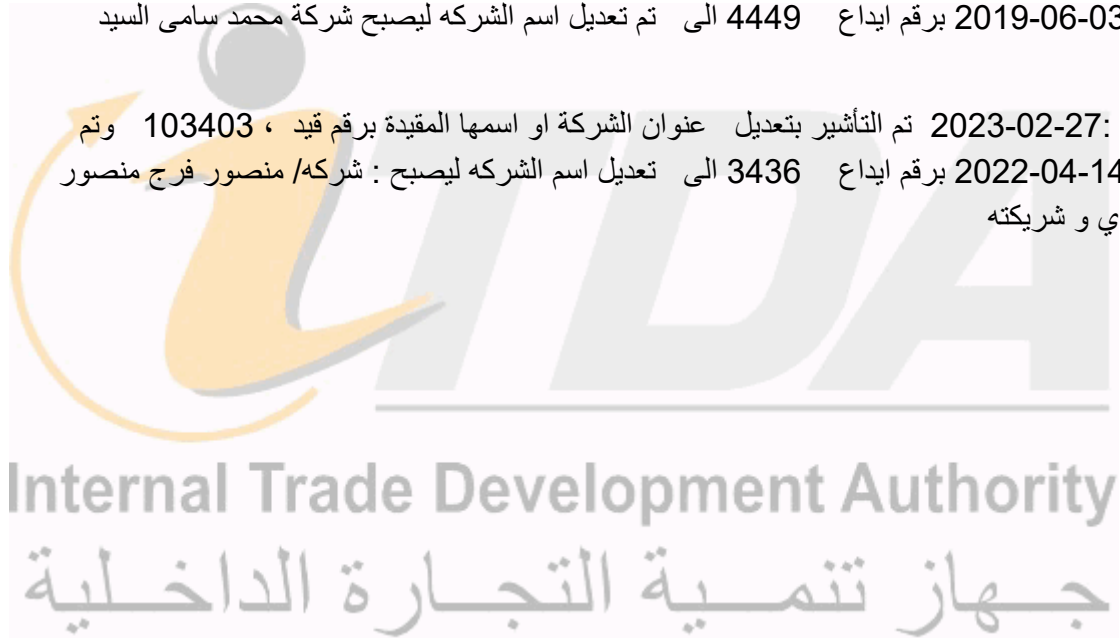 2019-06-03 برقم ايداع 4449 الى تم تعديل اسم الشركه ليصبح شركة محمد سامى السيد
:2023-02-27 تم التأشير بتعديل عنوان الشركة او اسمها المقيدة برقم قيد ، 103403 وتم
2022-04-14 برقم ايداع 3436 الى تعديل اسم الشركه ليصبح : شركه/ منصور فرج منصور
ي و شريكته
iTDA
Internal Trade Development Authority
جهاز تنمية التجارة الداخلية